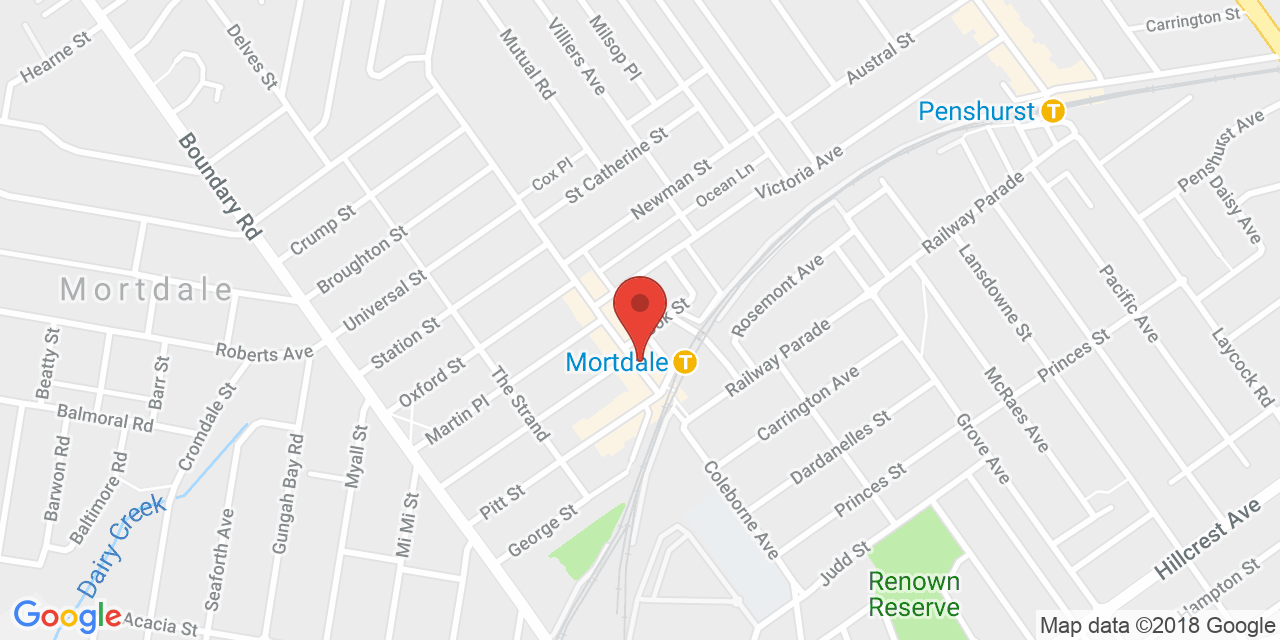 Carrington St
Hearne St
Delves St
Mutual Rd
Villiers Ave
Milsop Pl
Austral St
Penshurst
T
Penshurst Ave
Daisy Ave
Boundary Rd
Cox Pl
St Catherine St
Newman St
Ocean Ln
Victoria Ave
Railway Parade
Crump St
Broughton St
Universal St
Station St
Mortdale
Rosemont Ave
Lansdowne St
Pacific Ave
Laycock Rd
Beatty St
Barr St
Roberts Ave
Oxford St
Martin Pl
The Strand
Mortdale
T
Railway Parade
Princes St
McRaes Ave
Balmoral Rd
Cromdale St
Carrington Ave
Dardanelles St
Grove Ave
Barwon Rd
Baltimore Rd
Gungah Bay Rd
Myall St
Mi Mi St
Pitt St
George St
Coleborne Ave
Princes St
Judd St
Hillcrest Ave
Hampton St
Dairy Creek
Seaforth Ave
Acacia St
Renown
Reserve
Google
Map data ©2018 Google